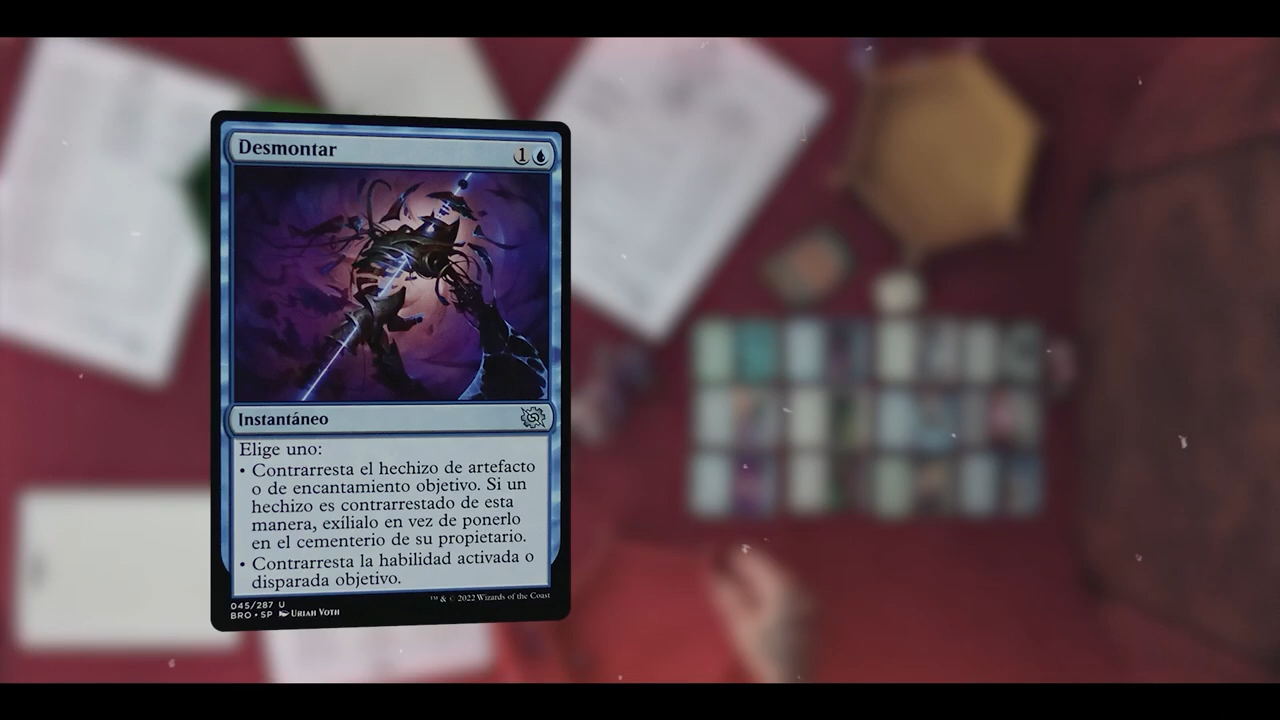 Desmontar
1
Instantáneo
Elige uno:
• Contrarresta el hechizo de artefacto
o de encantamiento objetivo. Si un
hechizo es contrarrestado de esta
manera, exílialo en vez de ponerlo
en el cementerio de su propietario.
• Contrarresta la habilidad activada o
disparada objetivo.
045/287 U
BRO • SP Uriah Voth
™ & © 2022 Wizards of the Coast